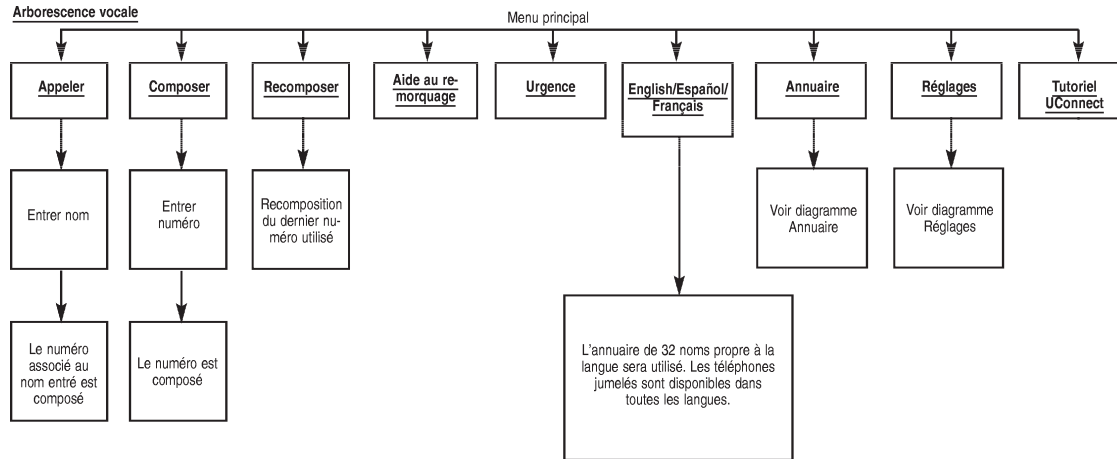 Arborescence vocale
Menu principal
Appeler
Composer
Recomposer
Aide au re-
morquage
Urgence
English/Español/
Français
Annuaire
Réglages
Tutoriel
UConnect
Entrer nom
Entrer
numéro
Recomposition
du dernier nu-
méro utilisé
Voir diagramme
Annuaire
Voir diagramme
Réglages
Le numéro
associé au
nom entré est
composé
Le numéro est
composé
L'annuaire de 32 noms propre à la
langue sera utilisé. Les téléphones
jumelés sont disponibles dans
toutes les langues.